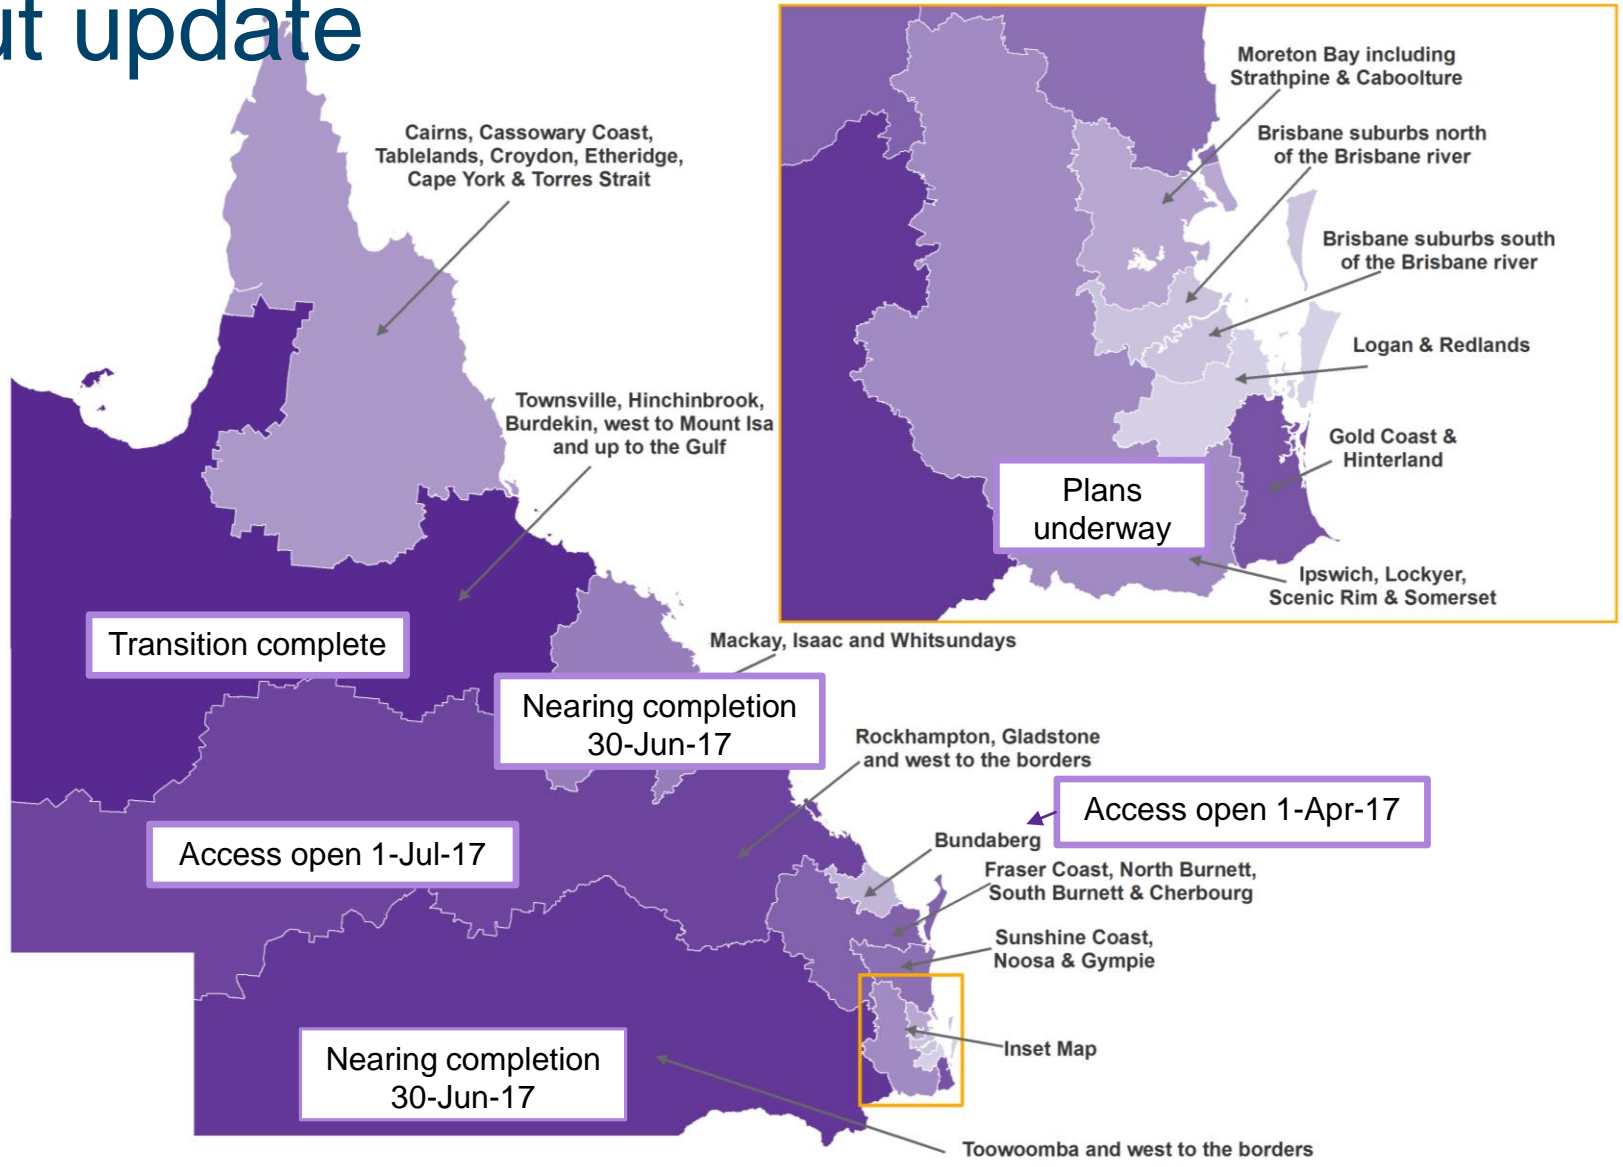 ut update
Moreton Bay including
Strathpine & Caboolture
Cairns, Cassowary Coast,
Tablelands, Croydon, Etheridge,
Cape York & Torres Strait
Brisbane suburbs north
of the Brisbane river
Brisbane suburbs south
of the Brisbane river
Logan & Redlands
Townsville, Hinchinbrook,
Burdekin, west to Mount Isa
and up to the Gulf
Gold Coast &
Hinterland
Plans
underway
Ipswich, Lockyer,
Scenic Rim & Somerset
Transition complete
Mackay, Isaac and Whitsundays
Nearing completion
30-Jun-17
Rockhampton, Gladstone
and west to the borders
Access open 1-Apr-17
Access open 1-Jul-17
Bundaberg
Fraser Coast, North Burnett,
South Burnett & Cherbourg
Sunshine Coast,
Noosa & Gympie
Inset Map
Nearing completion
30-Jun-17
Toowoomba and west to the borders